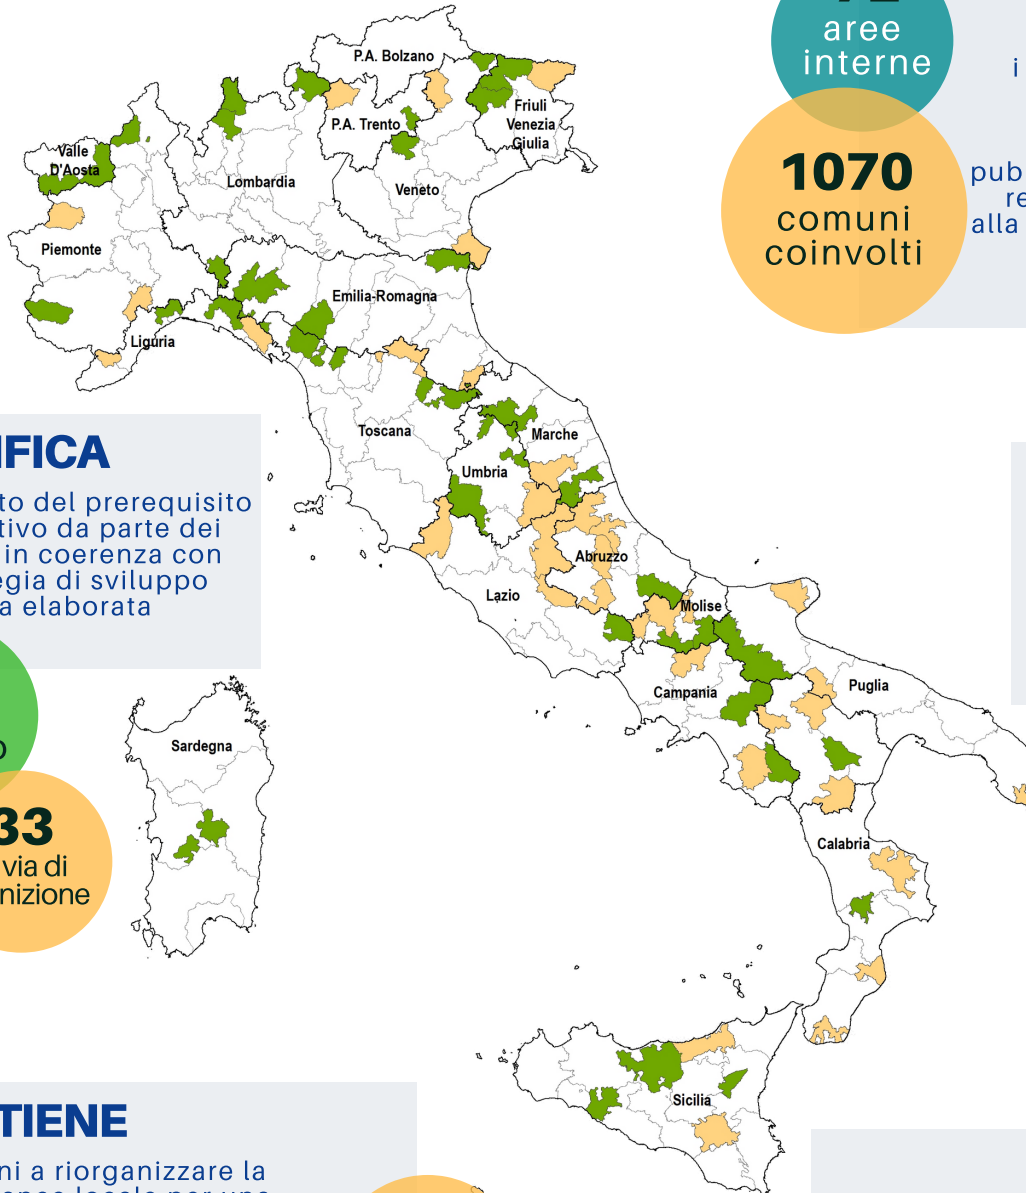 aree
interne
i
1070
comuni
coinvolti
pub
re
alla
P.A. Bolzano
Friuli
Venezia
Giulia
P.A. Trento
Valle
D'Aosta
Lombardia
Veneto
Piemonte
Emilia-Romagna
Liguria
Toscana
Marche
Umbria
Abruzzo
Lazio
Molise
Campania
Puglia
Sardegna
Calabria
Sicilia
IFICA
to del prerequisito
tivo da parte dei
in coerenza con
egia di sviluppo
a elaborata
33
via di
nizione
TIENE
ni a riorganizzare la